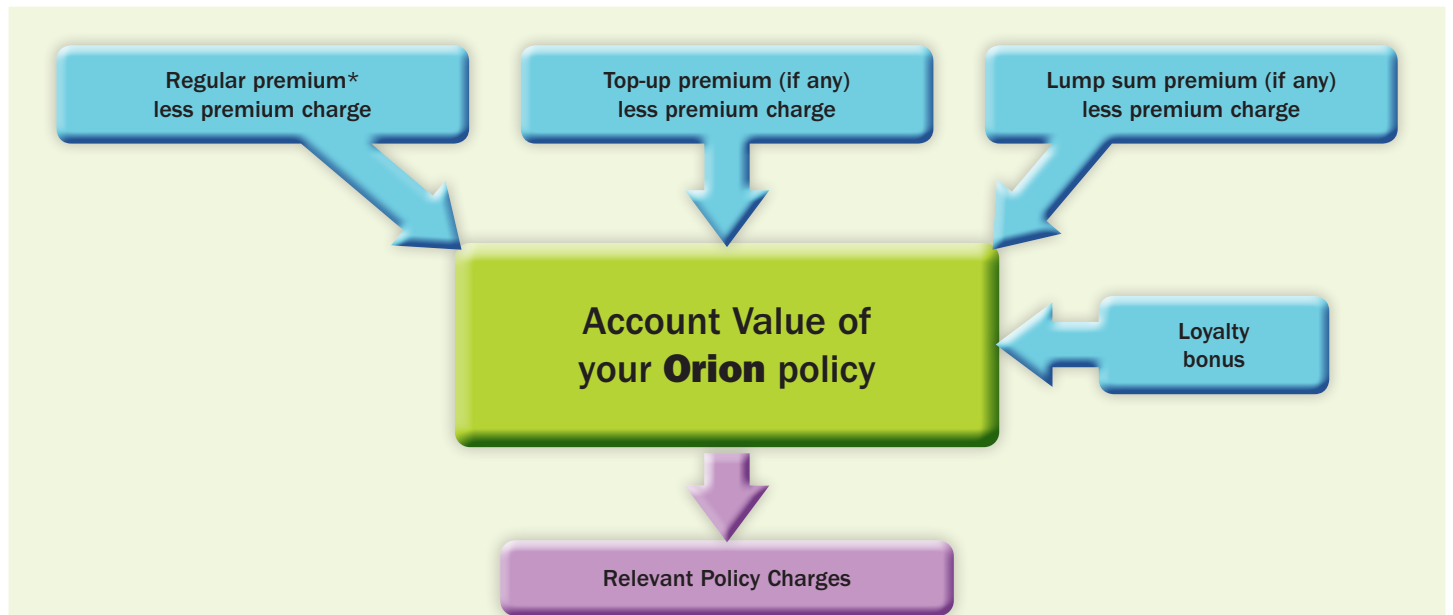 Regular premium*
less premium charge
Top-up premium (if any)
less premium charge
Lump sum premium (if any)
less premium charge
Account Value of
your Orion policy
Loyalty
bonus
Relevant Policy Charges